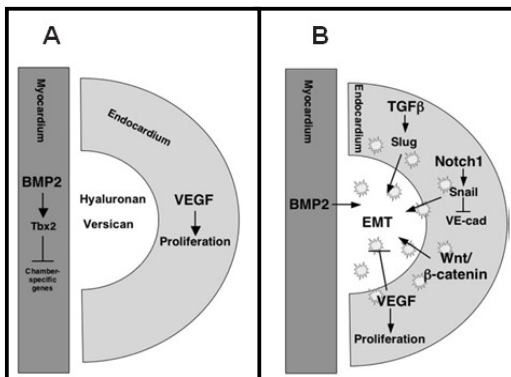 A
Myocardium
BMP2
Tbx2
Chamber-
specific
genes
Hyaluronan
Versican
Endocardium
VEGF
Proliferation
B
Myocardium
BMP2
Endocardium
TGFβ
Slug
Notch1
Snail
VE-cad
EMT
Wnt/
β-catenin
VEGF
Proliferation